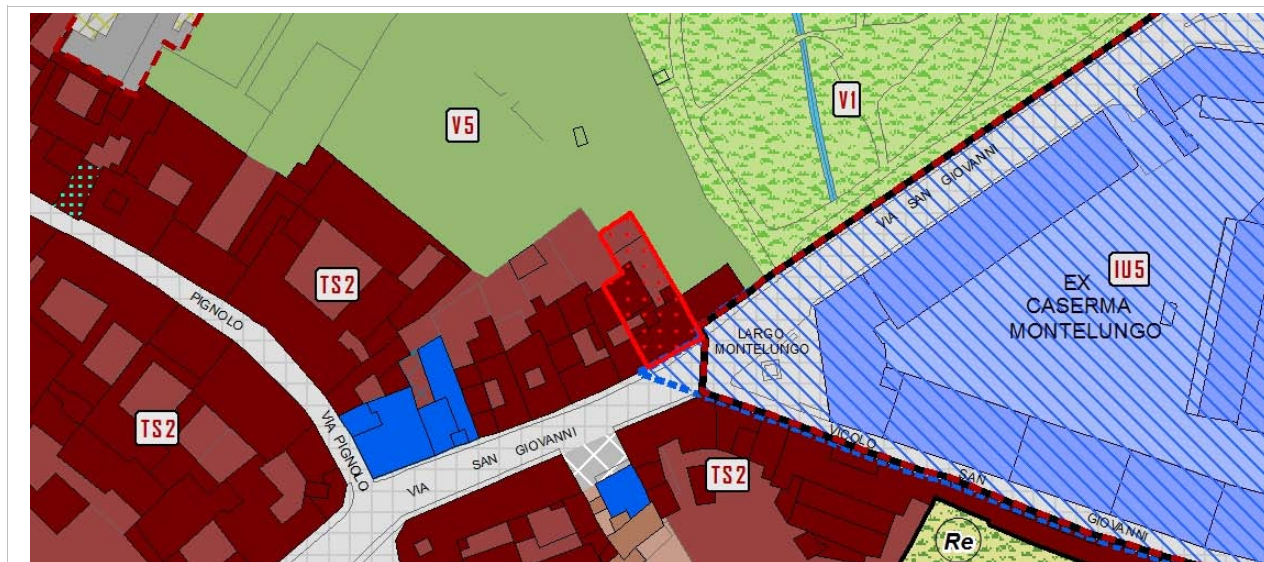 V5
V1
VIA SAN GIOVANNI
IU5
EX
CASERMA
MONTELUNGO
TS2
PIGNOLO
LARGO
MONTELUNGO
TS2
VIA PIGNOLO
VIA SAN GIOVANNI
TS2
VICOLO SAN GIOVANNI
Re